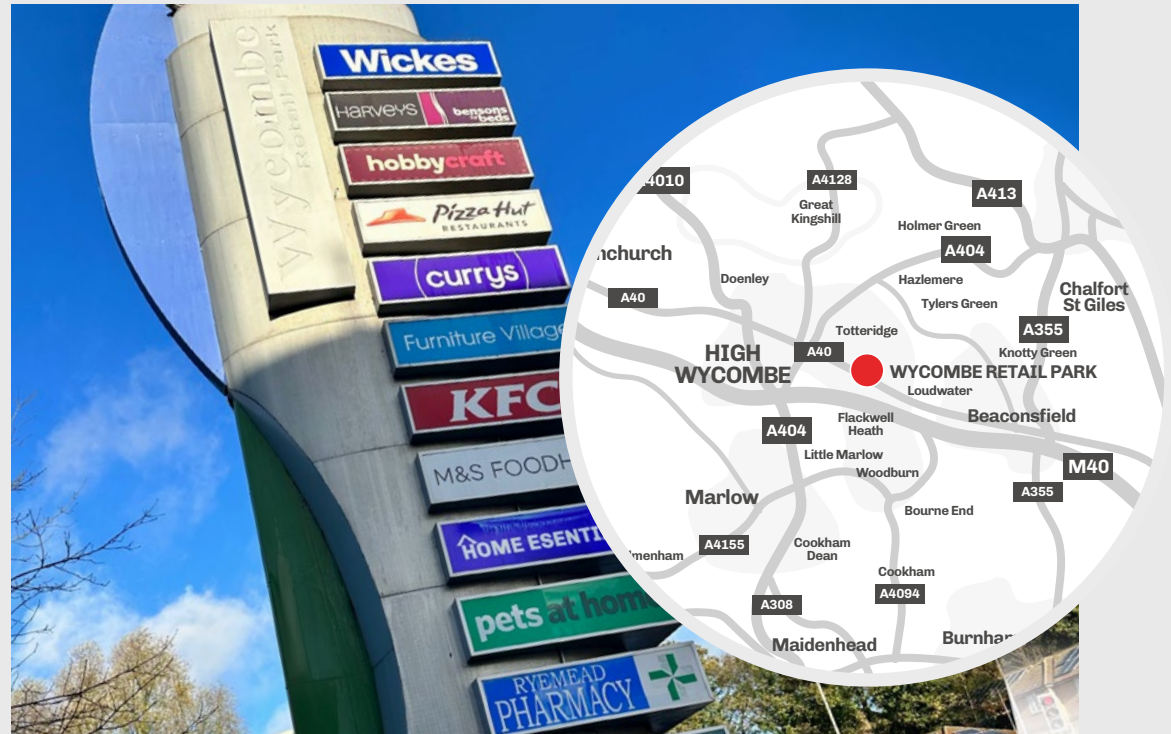 Wycombe
Retail Park
Wickes
HARVEYS bensons
for beds
hobbycraft
Pizza Hut
RESTAURANTS
currys
Furniture Village
KFC
M&S FOODH
HOME ESENTI
pets at home
RYEMEAD
PHARMACY
4010
A4128
A413
Great
Kingshill
Holmer Green
A404
nchurch
Doenley
Hazlemere
Chalfont
St Giles
A40
Tylers Green
Totteridge
A355
HIGH
WYCOMBE
A40
Knotty Green
WYCOMBE RETAIL PARK
Loudwater
A404
Flackwell
Heath
Beaconsfield
Little Marlow
M40
Woodburn
Marlow
A355
Bourne End
A4155
Cookham
Dean
menham
Cookham
A4094
A308
Maidenhead
Burnham